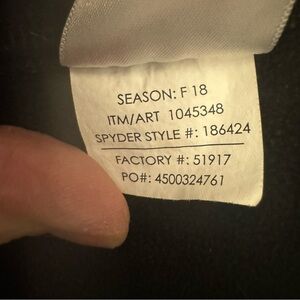 SEASON: F 18
ITM/ART 1045348
SPYDER STYLE #: 186424
FACTORY #: 51917
PO#: 4500324761